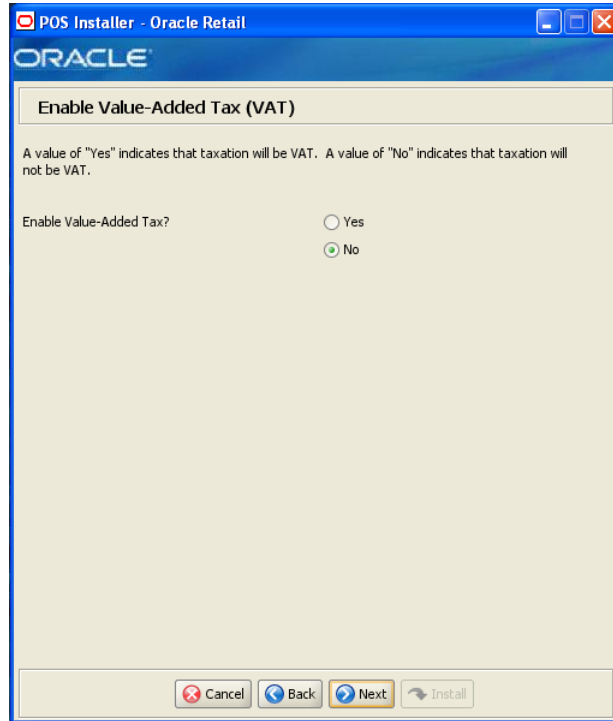 POS Installer - Oracle Retail
ORACLE
Enable Value-Added Tax (VAT)
A value of "Yes" indicates that taxation will be VAT. A value of "No" indicates that taxation will
not be VAT.
Enable Value-Added Tax?
Yes
No
Cancel Back Next Install